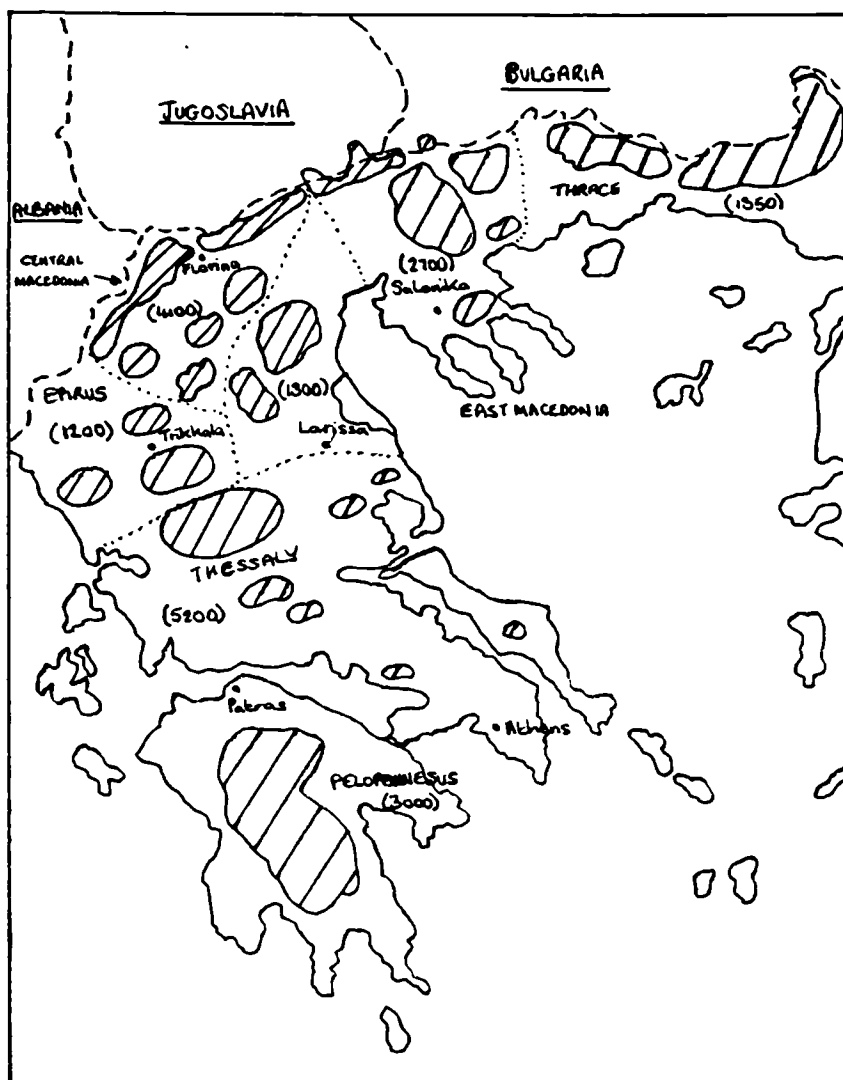 BULGARIA
JUGOSLAVIA
THRACE
(1350)
ALBANIA
CENTRAL
MACEDONIA
Florina
(2700)
Salonika
(4100)
EPIRUS
(1200)
(1300)
EAST MACEDONIA
Trikkala
Larissa
THESSALY
(5200)
Patras
Athens
PELOPONNESUS
(3000)